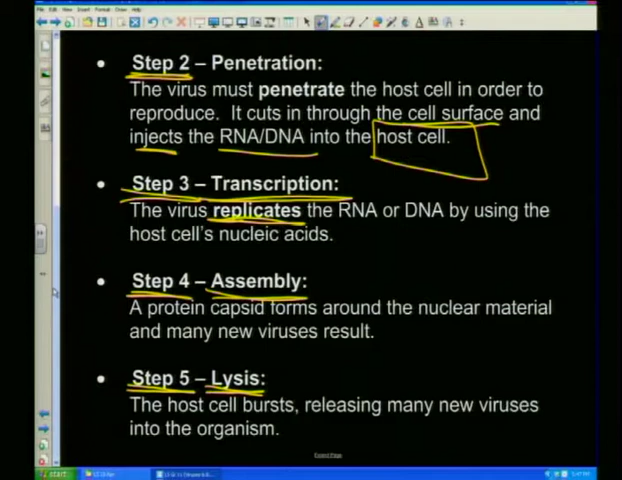 Step 2 – Penetration:
The virus must penetrate the host cell in order to
reproduce. It cuts in through the cell surface and
injects the RNA/DNA into the host cell.
Step 3 – Transcription:
The virus replicates the RNA or DNA by using the
host cell's nucleic acids.
Step 4 – Assembly:
A protein capsid forms around the nuclear material
and many new viruses result.
Step 5 – Lysis:
The host cell bursts, releasing many new viruses
into the organism.
Extend Page
START